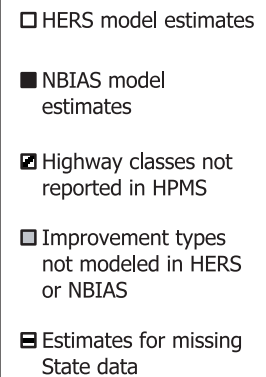 HERS model estimates
NBIAS model
estimates
Highway classes not
reported in HPMS
Improvement types
not modeled in HERS
or NBIAS
Estimates for missing
State data